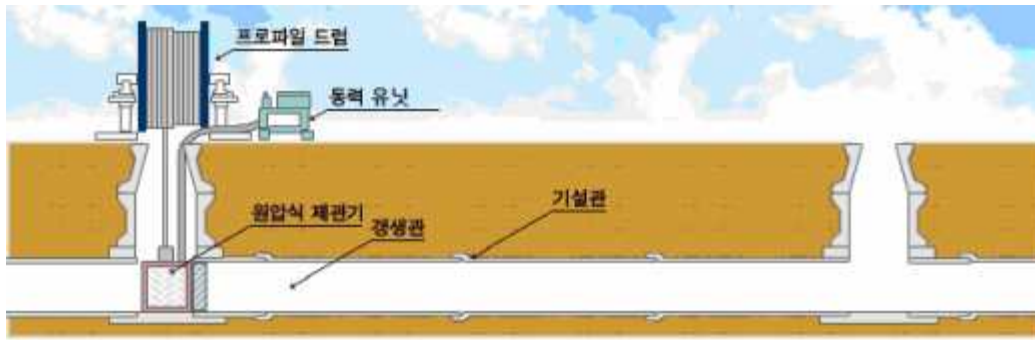 프로파일 드럼
동력 유닛
원압식 제관기
갱생관
기설관